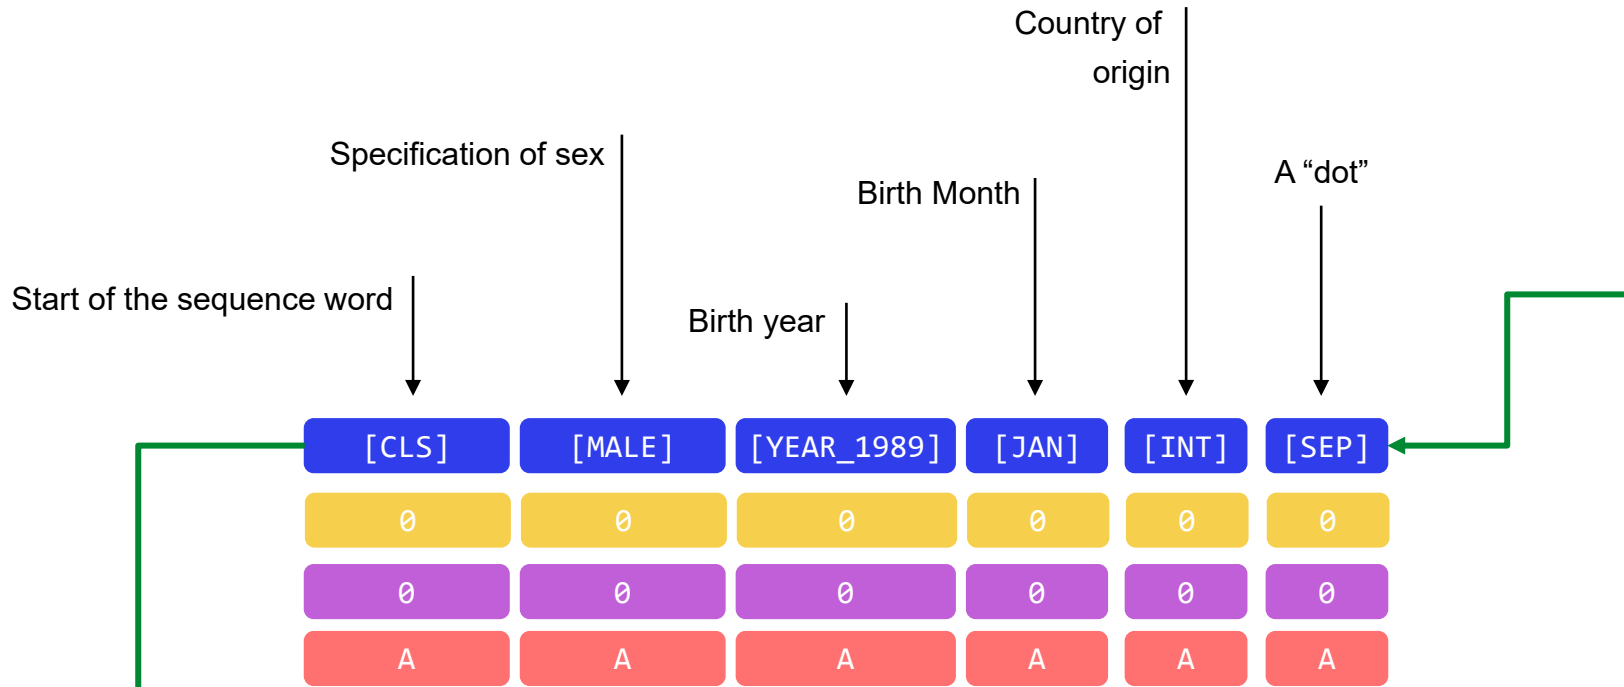 Country of
origin
Specification of sex
A “dot”
Birth Month
Start of the sequence word
Birth year
[CLS] [MALE] [YEAR_1989] [JAN] [INT] [SEP]
0 0 0 0 0 0
0 0 0 0 0 0
A A A A A A